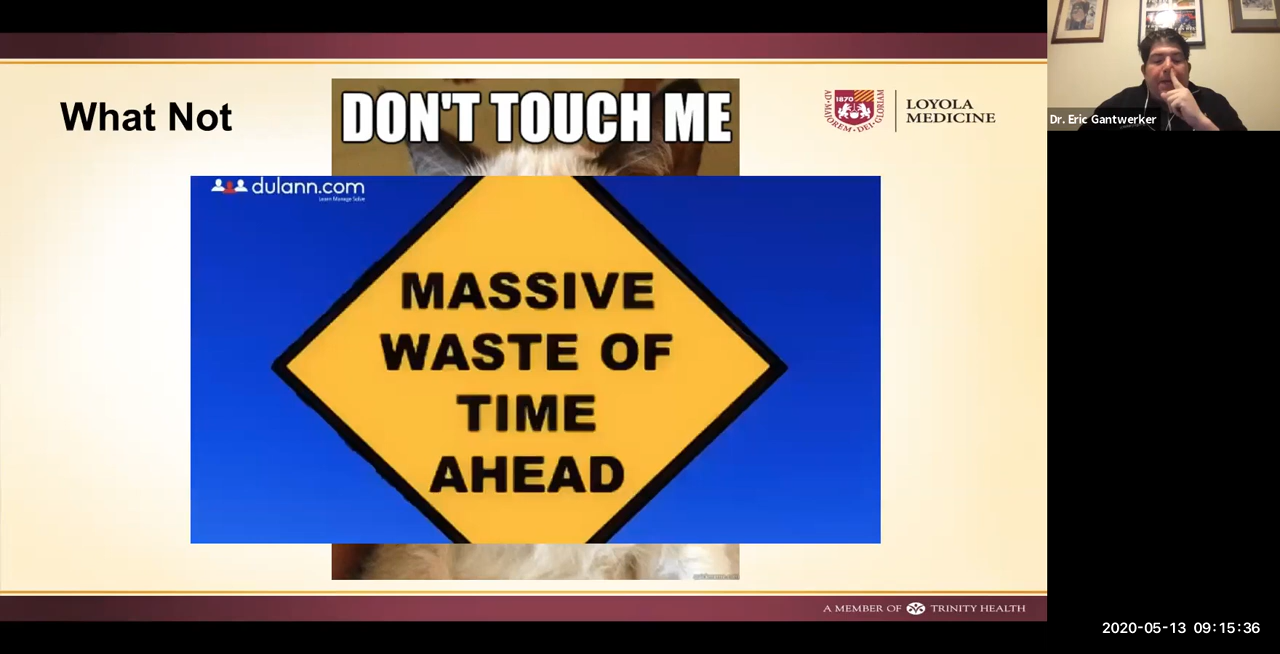 What Not
DON'T TOUCH ME
1870
AD·MAIOREM·DEI·GLORIAM
LOYOLA
MEDICINE
Dr. Eric Gantwerker
dulann.com
Learn Manage Solve
MASSIVE
WASTE OF
TIME
AHEAD
A MEMBER OF TRINITY HEALTH
2020-05-13 09:15:36